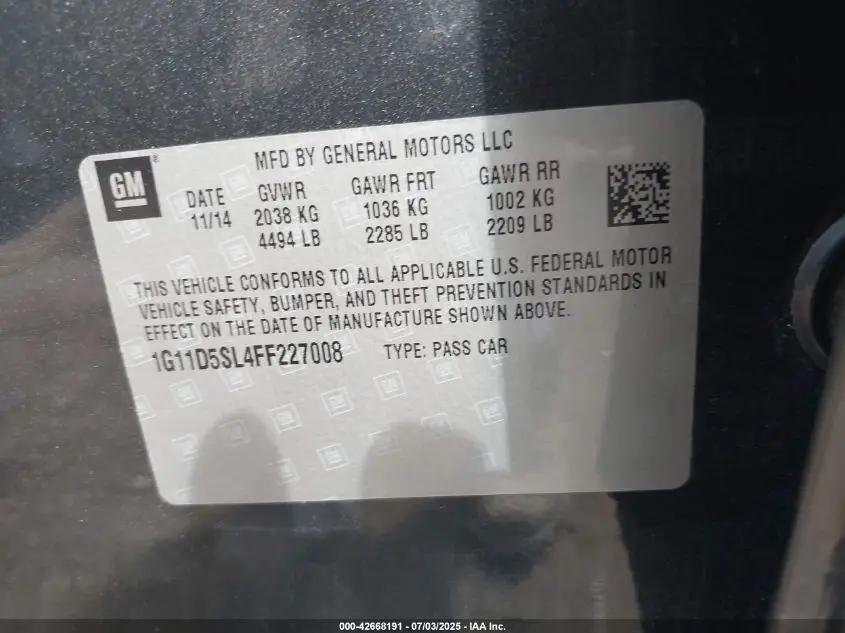 GM
MFD BY GENERAL MOTORS LLC
DATE GVWR GAWR FRT GAWR RR
11/14 2038 KG 1036 KG 1002 KG
4494 LB 2285 LB 2209 LB
THIS VEHICLE CONFORMS TO ALL APPLICABLE U.S. FEDERAL MOTOR
VEHICLE SAFETY, BUMPER, AND THEFT PREVENTION STANDARDS IN
EFFECT ON THE DATE OF MANUFACTURE SHOWN ABOVE.
1G11D5SL4FF227008 TYPE: PASS CAR
000-42668191 - 07/03/2025 - IAA Inc.